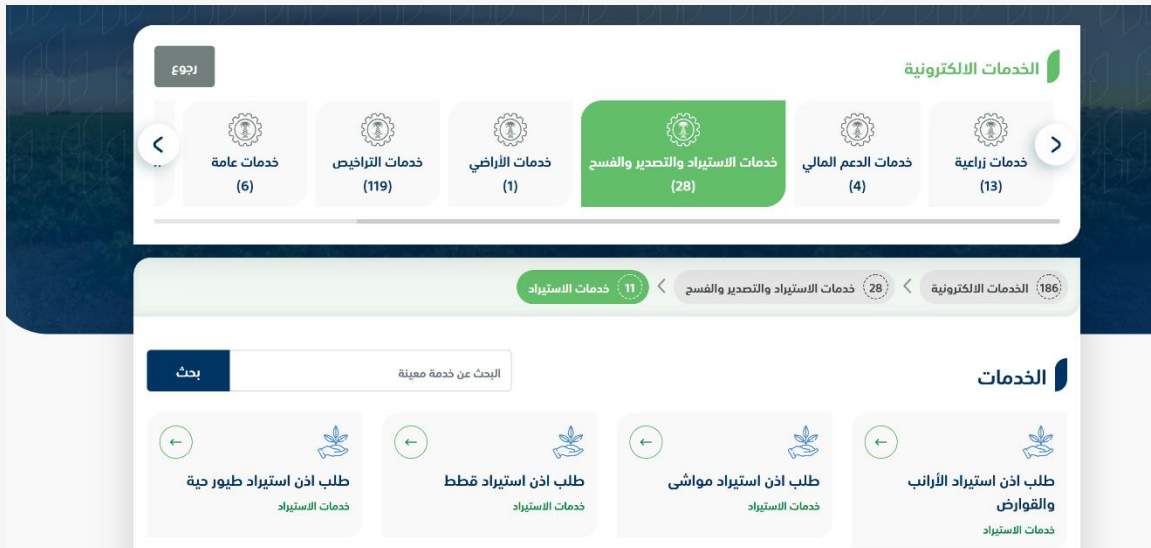 الخدمات الالكترونية
رجوع
خدمات زراعية
(13)
خدمات الدعم المالي
(4)
خدمات الاستيراد والتصدير والفسح
(28)
خدمات الأراضي
(1)
خدمات التراخيص
(119)
خدمات عامة
(6)
186 الخدمات الالكترونية
28 خدمات الاستيراد والتصدير والفسح
11 خدمات الاستيراد
الخدمات
البحث عن خدمة معينة
بحث
طلب اذن استيراد الأرانب
والقوارض
خدمات الاستيراد
طلب اذن استيراد مواشى
خدمات الاستيراد
طلب اذن استيراد قطط
خدمات الاستيراد
طلب اذن استيراد طيور حية
خدمات الاستيراد